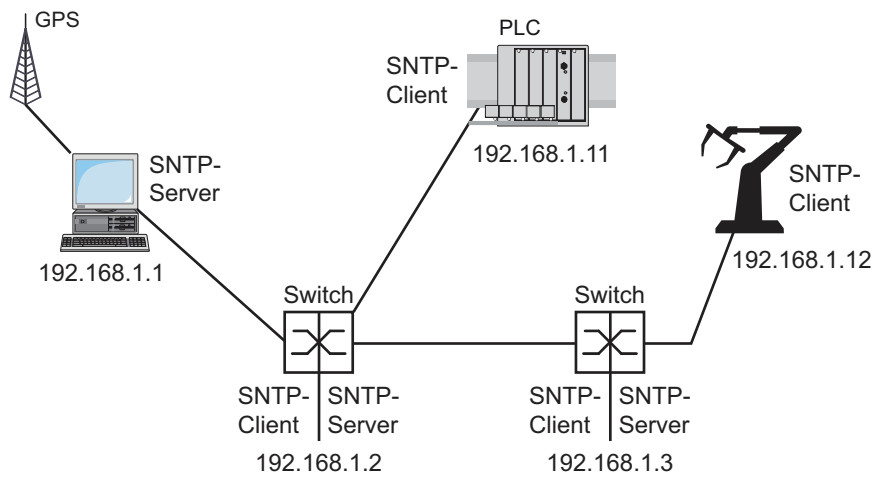 GPS
SNTP-
Server
192.168.1.1
PLC
SNTP-
Client
192.168.1.11
SNTP-
Client
192.168.1.12
Switch
SNTP-
Client
SNTP-
Server
192.168.1.2
Switch
SNTP-
Client
SNTP-
Server
192.168.1.3